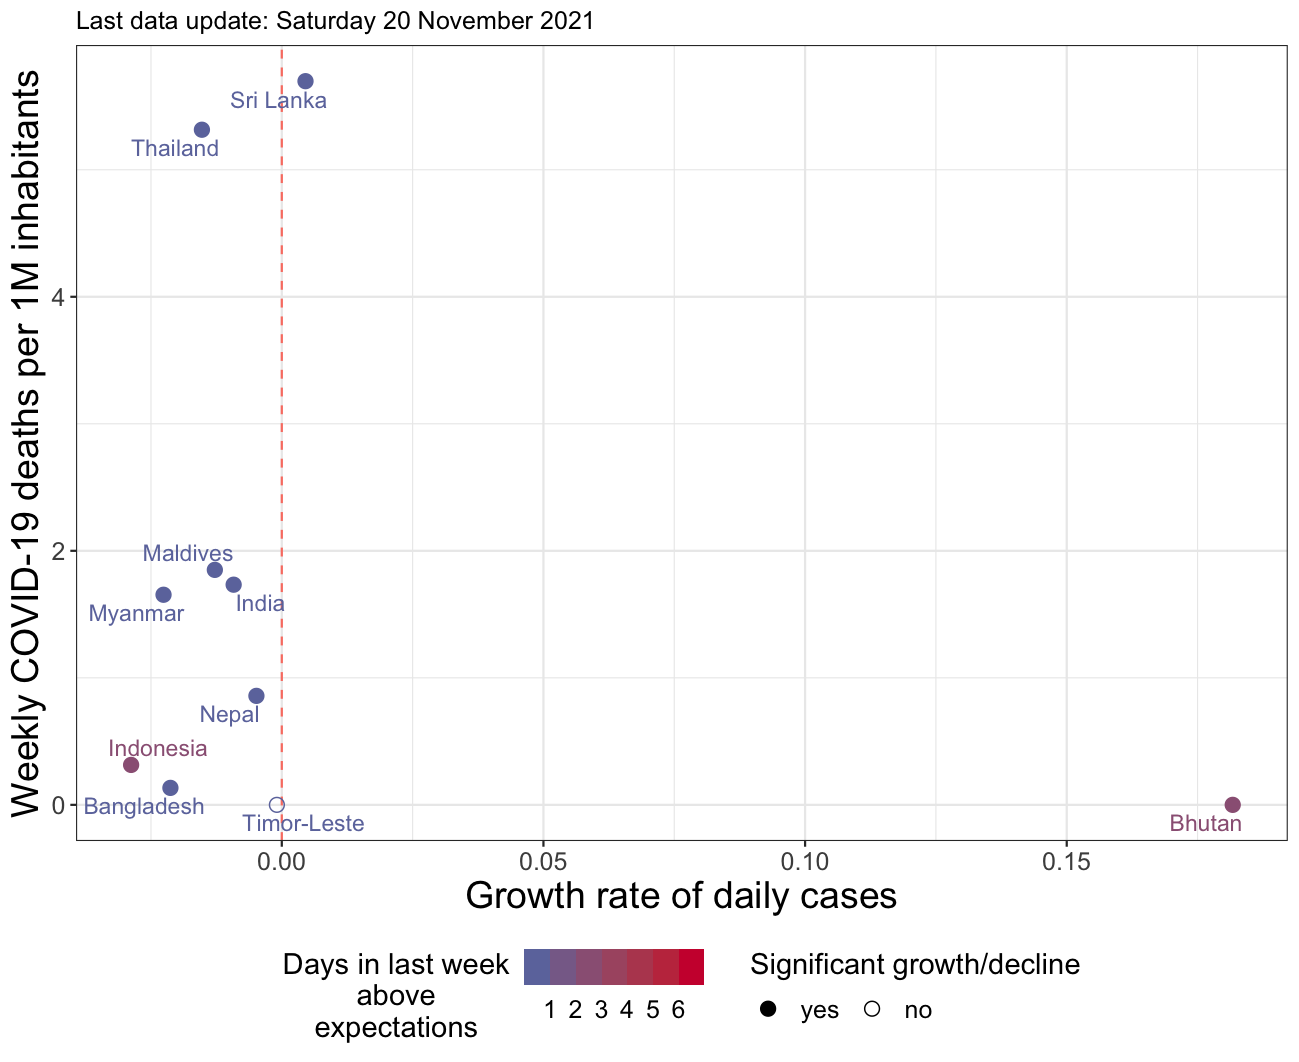 Last data update: Saturday 20 November 2021
Weekly COVID-19 deaths per 1M inhabitants
4
2
0
Sri Lanka
Thailand
Maldives
India
Myanmar
Nepal
Indonesia
Bangladesh
Timor-Leste
Bhutan
0.00 0.05 0.10 0.15
Growth rate of daily cases
Days in last week
above
expectations
1 2 3 4 5 6
Significant growth/decline
yes no